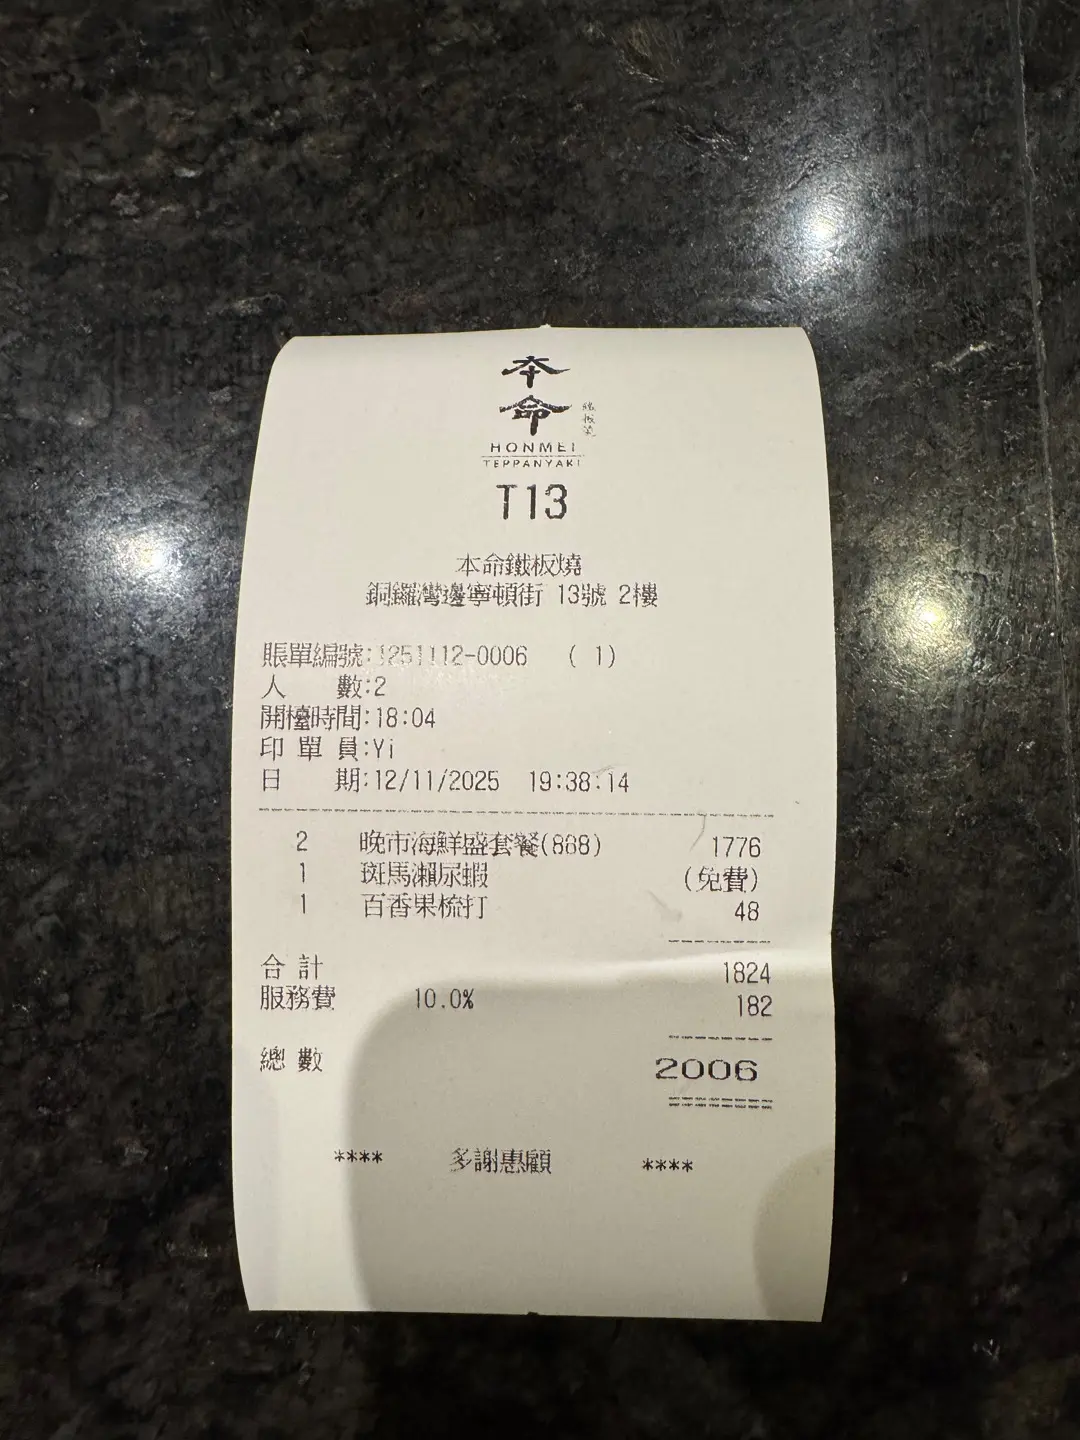 本命
鐵板燒
HONMEI
TEPPANYAKI
T13
本命鐵板燒
銅鑼灣邊寧頓街 13號 2樓
賬單編號:1251112-0006 ( 1)
人 數:2
開檯時間:18:04
印 單 員:Yi
日 期:12/11/2025 19:38:14
2 晚市海鮮盛套餐(888) 1776
1 斑馬瀨尿蝦 (免費)
1 百香果梳打 48
合 計 1824
服務費 10.0% 182
總 數 2006
**** 多謝惠顧 ****